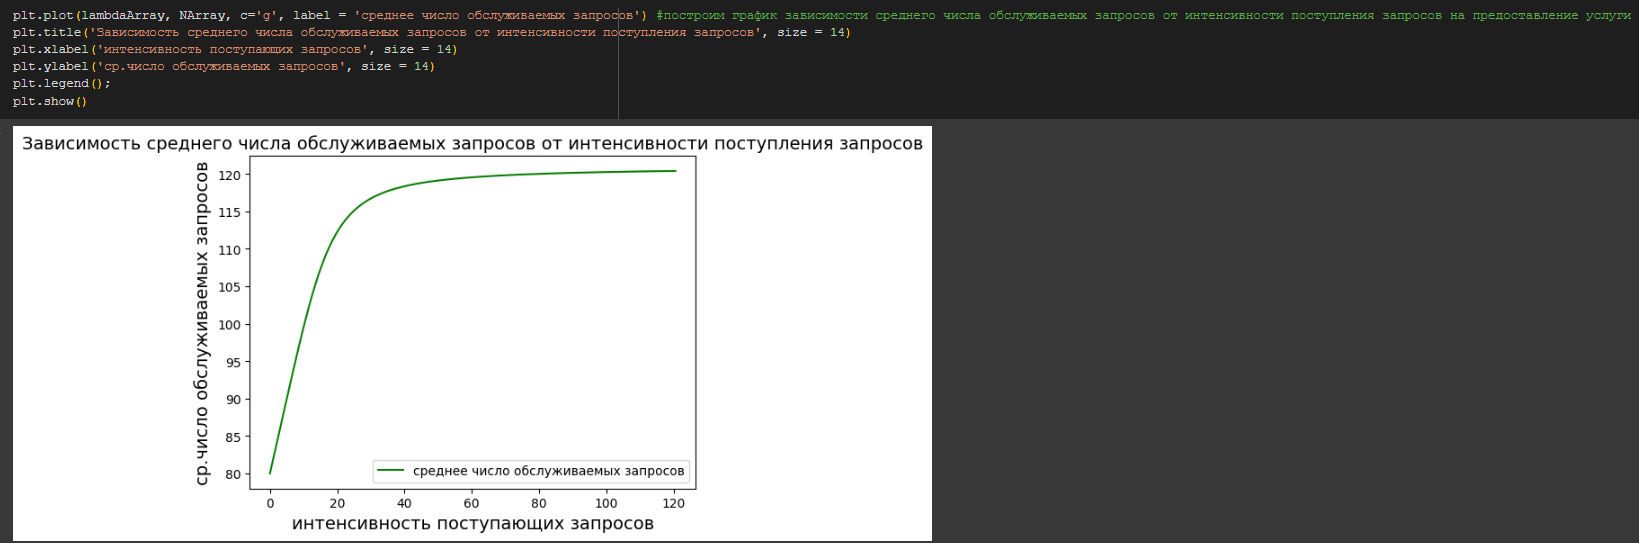 plt.plot(lambdaArray, NArray, c='g', label = 'среднее число обслуживаемых запросов') #построим график зависимости среднего числа обслуживаемых запросов от интенсивности поступления запросов на предоставление услуги
plt.title('Зависимость среднего числа обслуживаемых запросов от интенсивности поступления запросов', size = 14)
plt.xlabel('интенсивность поступающих запросов', size = 14)
plt.ylabel('ср.число обслуживаемых запросов', size = 14)
plt.legend();
plt.show()
Зависимость среднего числа обслуживаемых запросов от интенсивности поступления запросов
ср.число обслуживаемых запросов
120
115
110
105
100
95
90
85
80
среднее число обслуживаемых запросов
0 20 40 60 80 100 120
интенсивность поступающих запросов